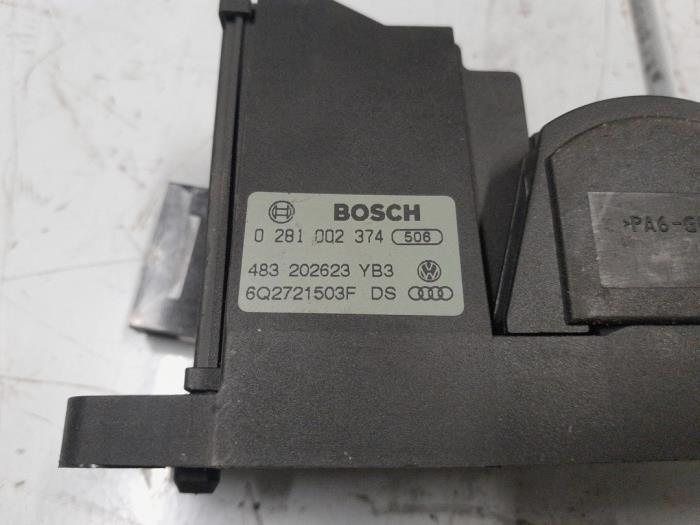 BOSCH
0 281 002 374 506
483 202623 YB3
6Q2721503F DS
>PA6-G